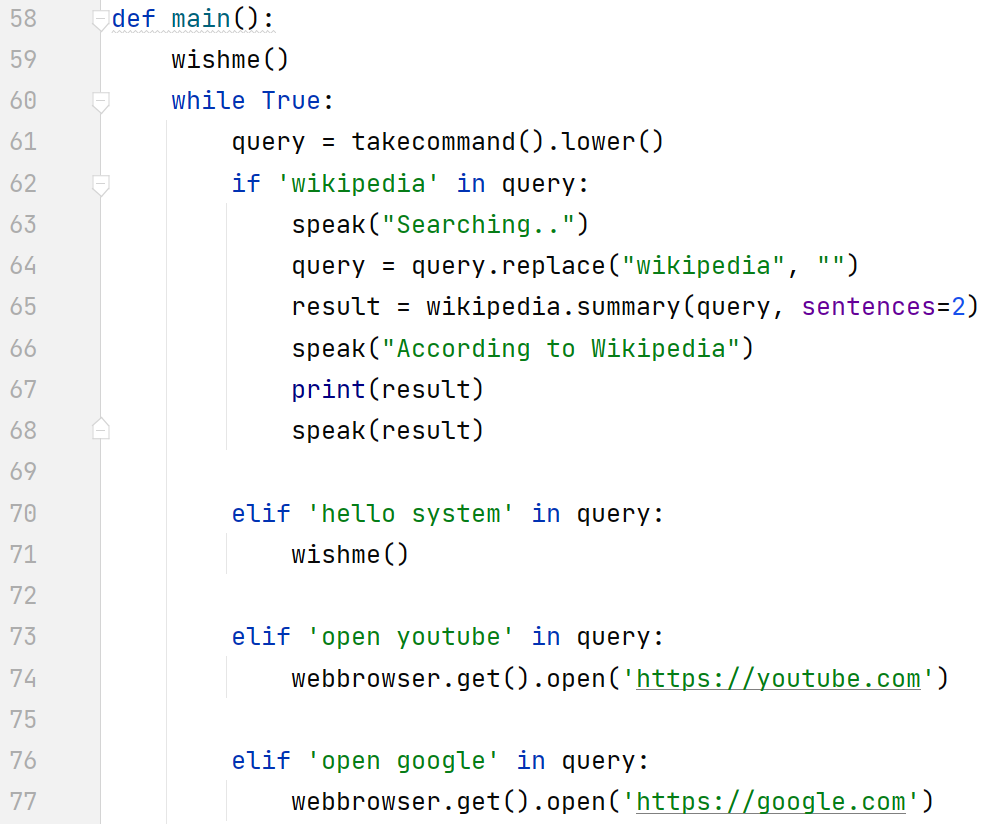 58 def main():
59     wishme()
60     while True:
61         query = takecommand().lower()
62         if 'wikipedia' in query:
63             speak("Searching..")
64             query = query.replace("wikipedia", "")
65             result = wikipedia.summary(query, sentences=2)
66             speak("According to Wikipedia")
67             print(result)
68             speak(result)
69
70         elif 'hello system' in query:
71             wishme()
72
73         elif 'open youtube' in query:
74             webbrowser.get().open('https://youtube.com')
75
76         elif 'open google' in query:
77             webbrowser.get().open('https://google.com')